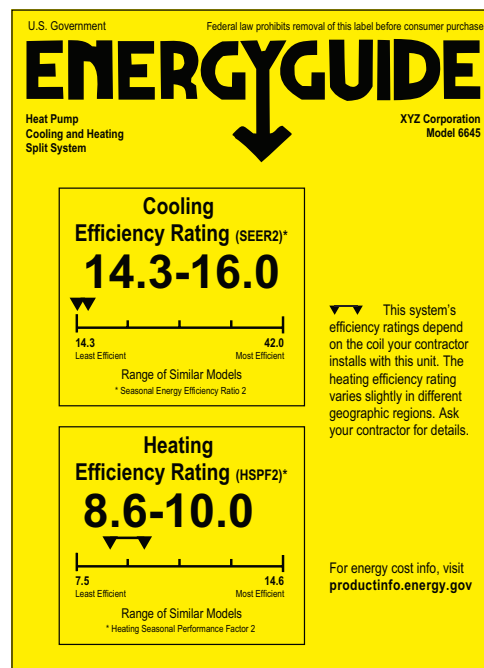 U.S. Government
Federal law prohibits removal of this label before consumer purchase
ENERGYGUIDE
Heat Pump
Cooling and Heating
Split System
XYZ Corporation
Model 6645
Cooling
Efficiency Rating (SEER2)*
14.3-16.0
14.3
42.0
Least Efficient
Most Efficient
Range of Similar Models
* Seasonal Energy Efficiency Ratio 2
This system's
efficiency ratings depend
on the coil your contractor
installs with this unit. The
heating efficiency rating
varies slightly in different
geographic regions. Ask
your contractor for details.
Heating
Efficiency Rating (HSPF2)*
8.6-10.0
7.5
14.6
Least Efficient
Most Efficient
Range of Similar Models
* Heating Seasonal Performance Factor 2
For energy cost info, visit
productinfo.energy.gov